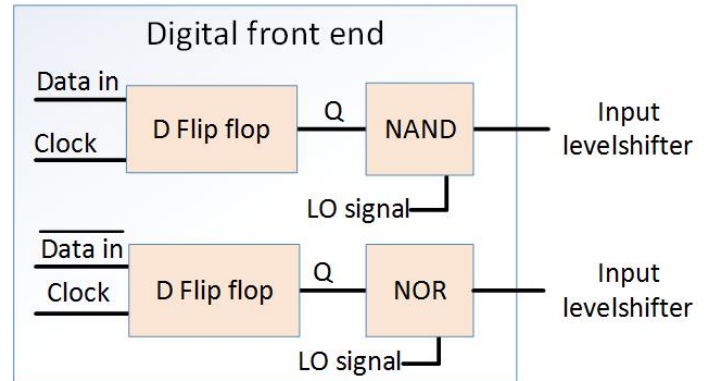 Digital front end
Data in
Clock
D Flip flop
Q
NAND
LO signal
Input
levelshifter
Data in
Clock
D Flip flop
Q
NOR
LO signal
Input
levelshifter